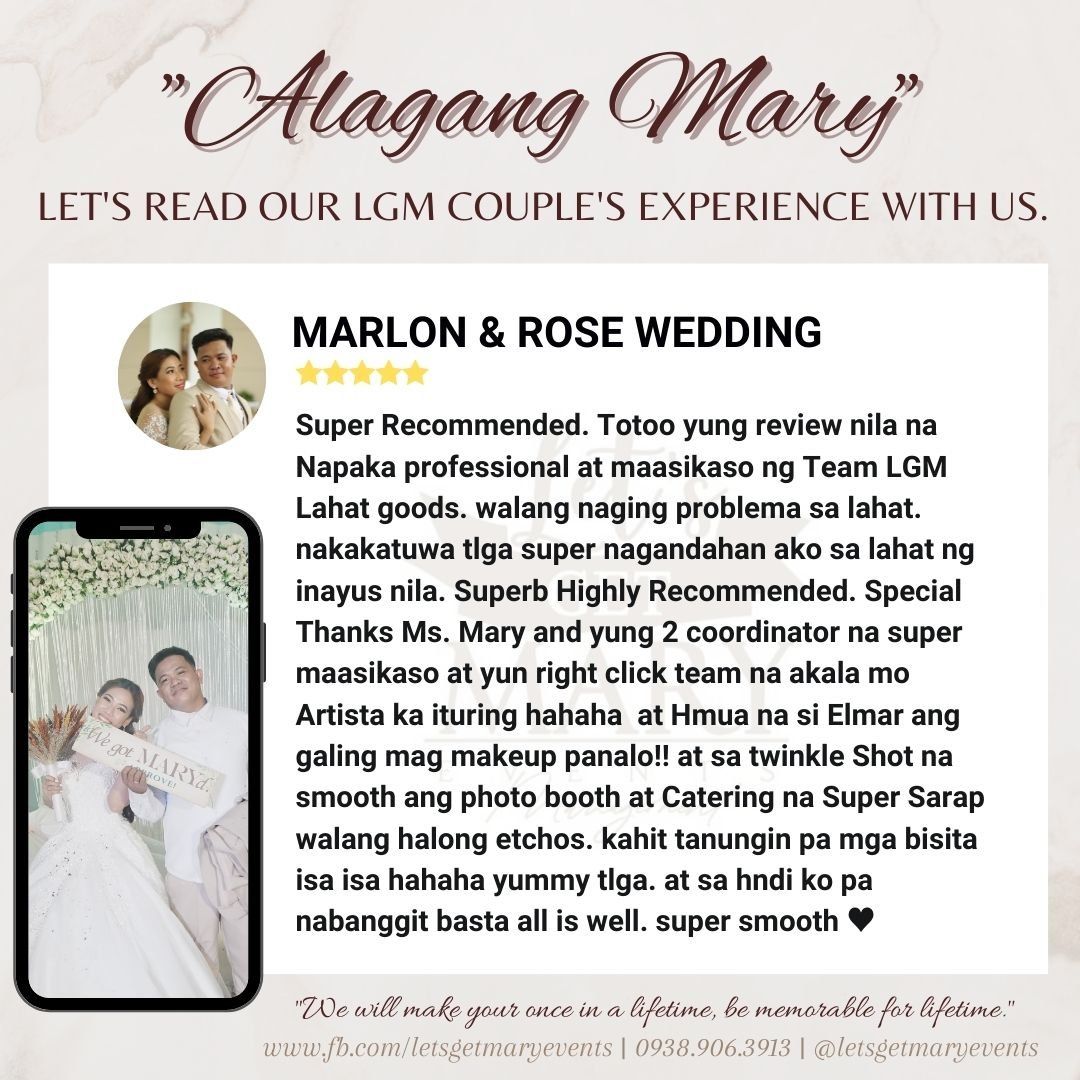 "Alagang Mary"
LET'S READ OUR LGM COUPLE'S EXPERIENCE WITH US.
MARLON & ROSE WEDDING
Super Recommended. Totoo yung review nila na
Napaka professional at maasikaso ng Team LGM
Lahat goods. walang naging problema sa lahat.
nakakatuwa tlga super nagandahan ako sa lahat ng
inayus nila. Superb Highly Recommended. Special
Thanks Ms. Mary and yung 2 coordinator na super
maasikaso at yun right click team na akala mo
Artista ka ituring hahaha  at Hmua na si Elmar ang
galing mag makeup panalo!! at sa twinkle Shot na
smooth ang photo booth at Catering na Super Sarap
walang halong etchos. kahit tanungin pa mga bisita
isa isa hahaha yummy tlga. at sa hndi ko pa
nabanggit basta all is well. super smooth ♥
Let's
GET
MARY
EVENTS
We got MARYd.
"We will make your once in a lifetime, be memorable for lifetime."
www.fb.com/letsgetmaryevents | 0938.906.3913 | @letsgetmaryevents